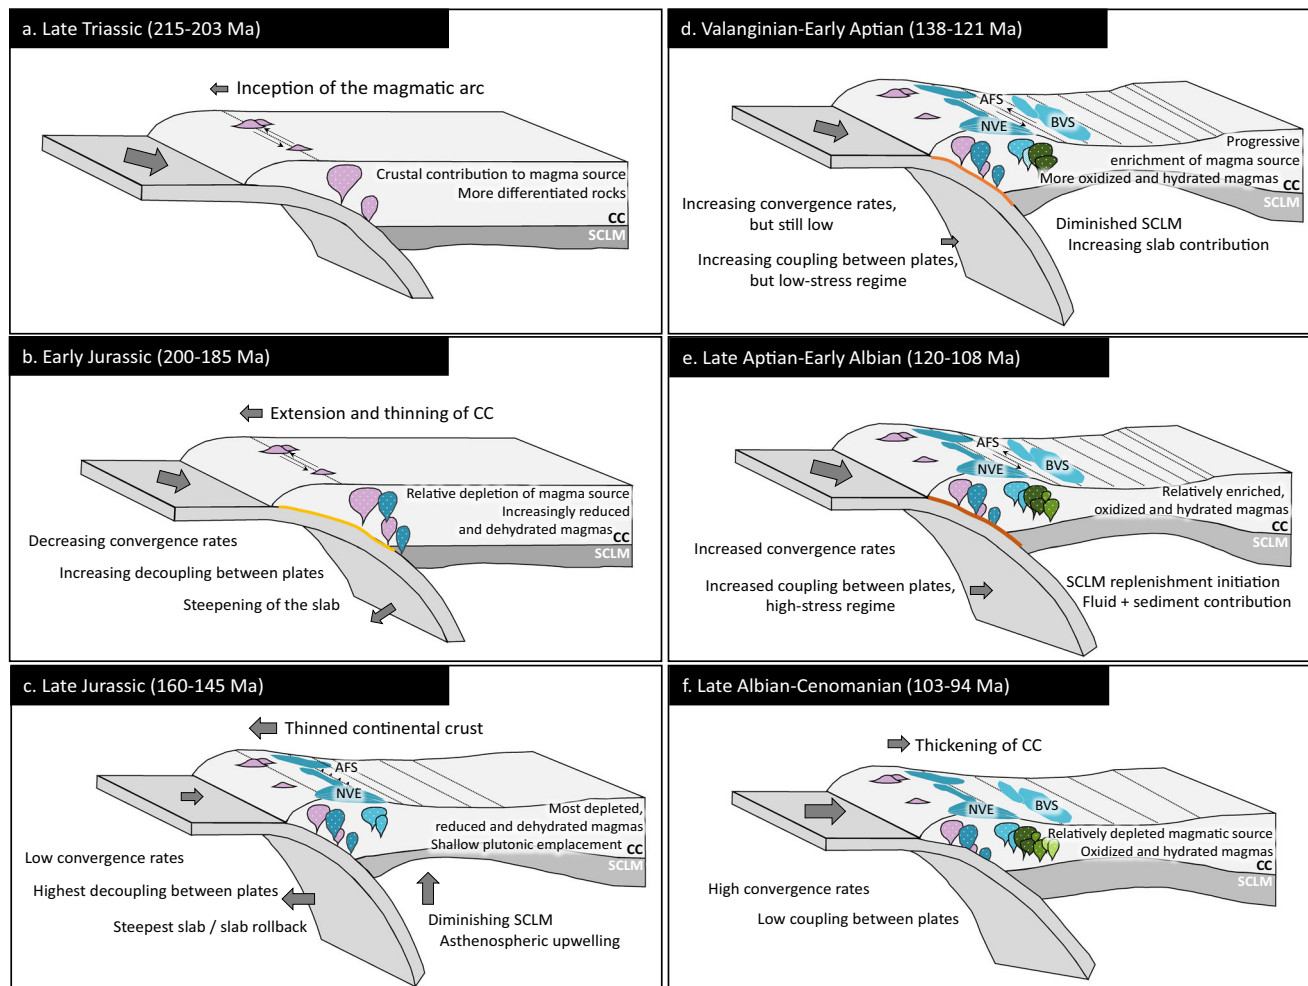 a. Late Triassic (215-203 Ma)
Inception of the magmatic arc
Crustal contribution to magma source
More differentiated rocks
CC
SCLM
b. Early Jurassic (200-185 Ma)
Extension and thinning of CC
Relative depletion of magma source
Increasingly reduced
and dehydrated magmas
CC
SCLM
Decreasing convergence rates
Increasing decoupling between plates
Steepening of the slab
c. Late Jurassic (160-145 Ma)
Thinned continental crust
AFS
NVE
Most depleted,
reduced and dehydrated magmas
Shallow plutonic emplacement
CC
SCLM
Low convergence rates
Highest decoupling between plates
Steepest slab / slab rollback
Diminishing SCLM
Asthenospheric upwelling
d. Valanginian-Early Aptian (138-121 Ma)
AFS
BVS
NVE
Progressive
enrichment of magma source
More oxidized and hydrated magmas
CC
SCLM
Increasing convergence rates,
but still low
Increasing coupling between plates,
but low-stress regime
Diminished SCLM
Increasing slab contribution
e. Late Aptian-Early Albian (120-108 Ma)
AFS
BVS
NVE
Relatively enriched,
oxidized and hydrated magmas
CC
SCLM
Increased convergence rates
Increased coupling between plates,
high-stress regime
SCLM replenishment initiation
Fluid + sediment contribution
f. Late Albian-Cenomanian (103-94 Ma)
Thickening of CC
BVS
NVE
Relatively depleted magmatic source
Oxidized and hydrated magmas
CC
SCLM
High convergence rates
Low coupling between plates